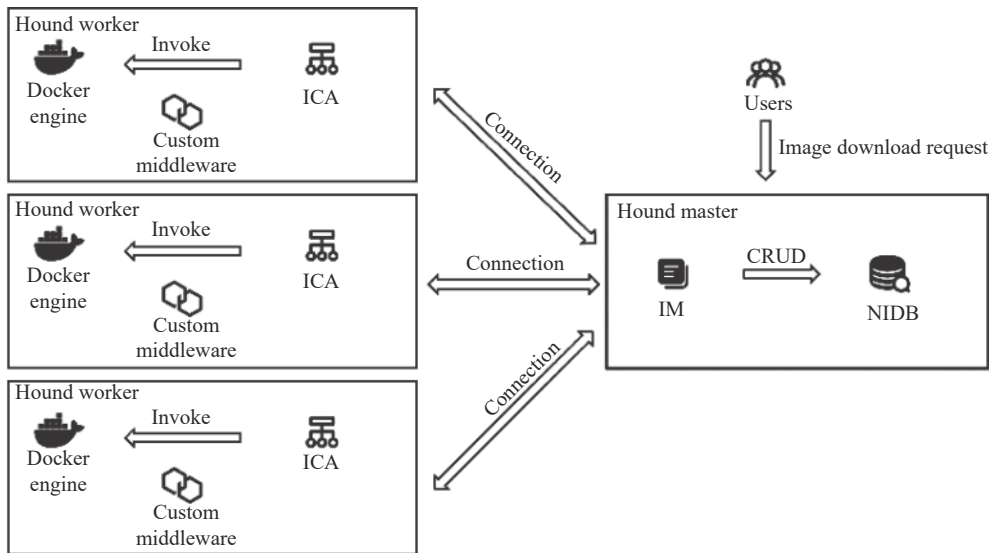 Hound worker
Invoke
Docker
engine
ICA
Custom
middleware
Hound worker
Invoke
Docker
engine
ICA
Custom
middleware
Hound worker
Invoke
Docker
engine
ICA
Custom
middleware
Connection
Connection
Connection
Users
Image download request
Hound master
CRUD
IM
NIDB